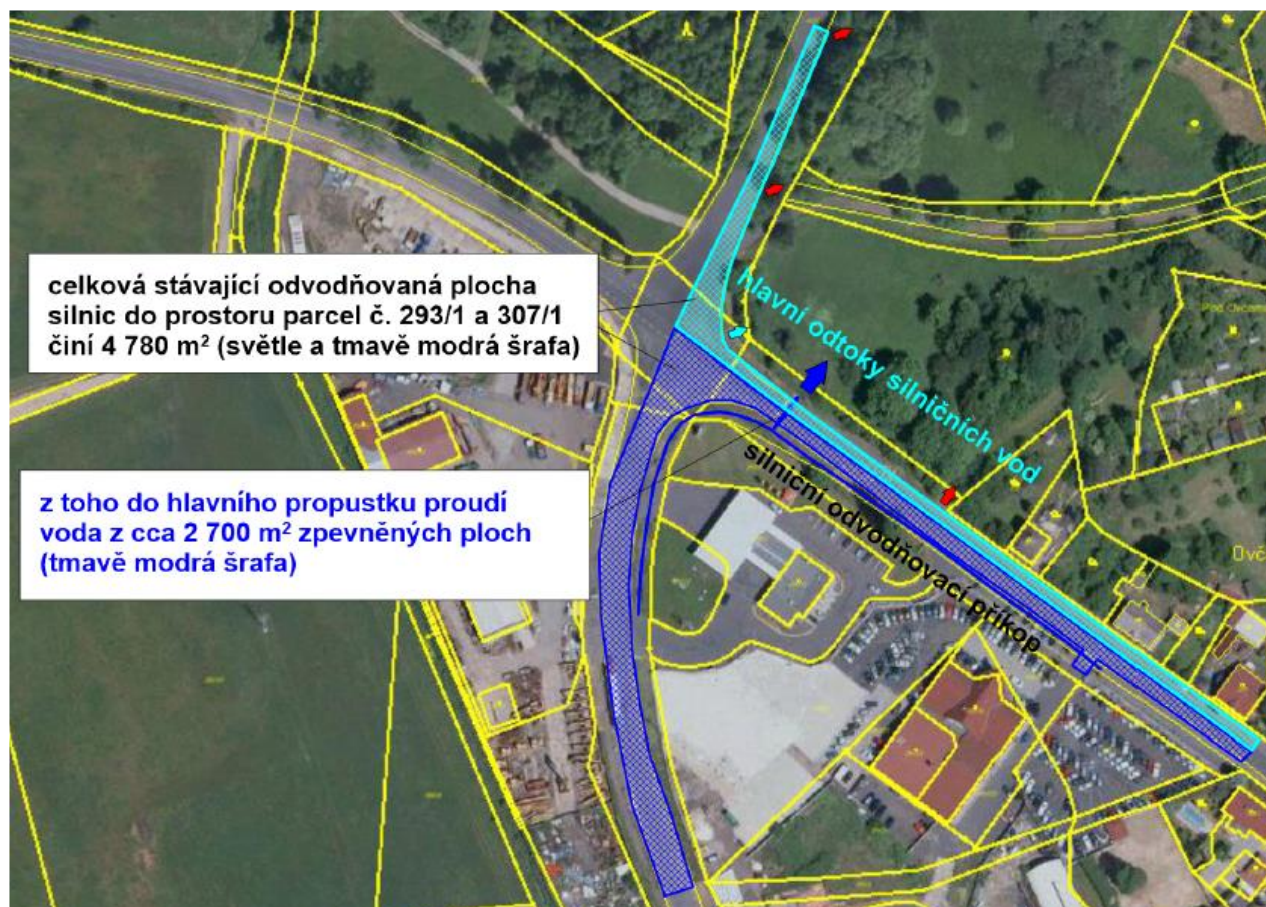 celková stávající odvodňovaná plocha
silnic do prostoru parcel č. 293/1 a 307/1
činí 4 780 m² (světle a tmavě modrá šrafa)
hlavní odtoky silničních vod
z toho do hlavního propustku proudí
voda z cca 2 700 m² zpevněných ploch
(tmavě modrá šrafa)
silniční odvodňovací příkop
Ovč